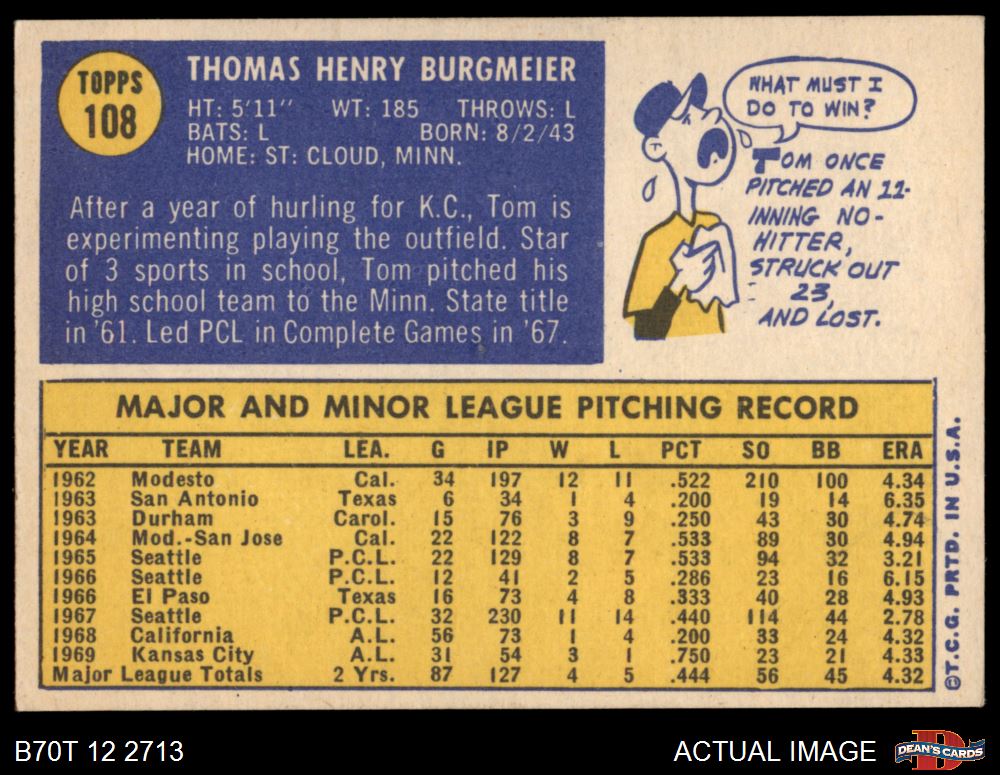 TOPPS
108
THOMAS HENRY BURGMEIER
HT: 5'11" WT: 185 THROWS: L
BATS: L BORN: 8/2/43
HOME: ST: CLOUD, MINN.
After a year of hurling for K.C., Tom is
experimenting playing the outfield. Star
of 3 sports in school, Tom pitched his
high school team to the Minn. State title
in '61. Led PCL in Complete Games in '67.
WHAT MUST I
DO TO WIN?
TOM ONCE
PITCHED AN 11-
INNING NO-
HITTER,
STRUCK OUT
23,
AND LOST.
MAJOR AND MINOR LEAGUE PITCHING RECORD
YEAR TEAM LEA. G IP W L PCT SO BB ERA
1962 Modesto Cal. 34 197 12 11 .522 210 100 4.34
1963 San Antonio Texas 6 34 1 4 .200 19 14 6.35
1963 Durham Carol. 15 76 3 9 .250 43 30 4.74
1964 Mod.-San Jose Cal. 22 122 8 7 .533 89 30 4.94
1965 Seattle P.C.L. 22 129 8 7 .533 94 32 3.21
1966 Seattle P.C.L. 12 41 2 5 .286 23 16 6.15
1966 El Paso Texas 16 73 4 8 .333 40 28 4.93
1967 Seattle P.C.L. 32 230 11 14 .440 114 44 2.78
1968 California A.L. 56 73 1 4 .200 33 24 4.32
1969 Kansas City A.L. 31 54 3 1 .750 23 21 4.33
Major League Totals 2 Yrs. 87 127 4 5 .444 56 45 4.32
©T.C.G. PRTD. IN U.S.A.
B70T 12 2713
ACTUAL IMAGE
D
DEAN'S CARDS